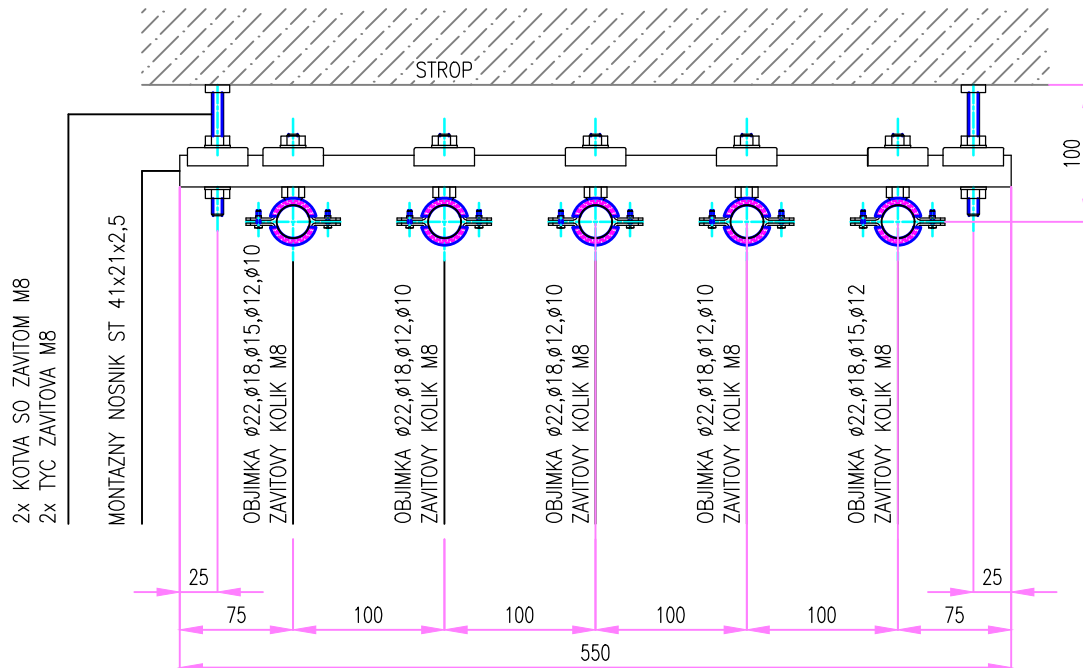 STROP
100
2x KOTVA SO ZAVITOM M8
2x TYC ZAVITOVA M8
MONTAZNY NOSNIK ST 41x21x2,5
OBJIMKA ø22,ø18,ø15,ø12,ø10
ZAVITOVY KOLIK M8
OBJIMKA ø22,ø18,ø12,ø10
ZAVITOVY KOLIK M8
OBJIMKA ø22,ø18,ø12,ø10
ZAVITOVY KOLIK M8
OBJIMKA ø22,ø18,ø12,ø10
ZAVITOVY KOLIK M8
OBJIMKA ø22,ø18,ø15,ø12
ZAVITOVY KOLIK M8
25
25
75
100
100
100
100
75
550